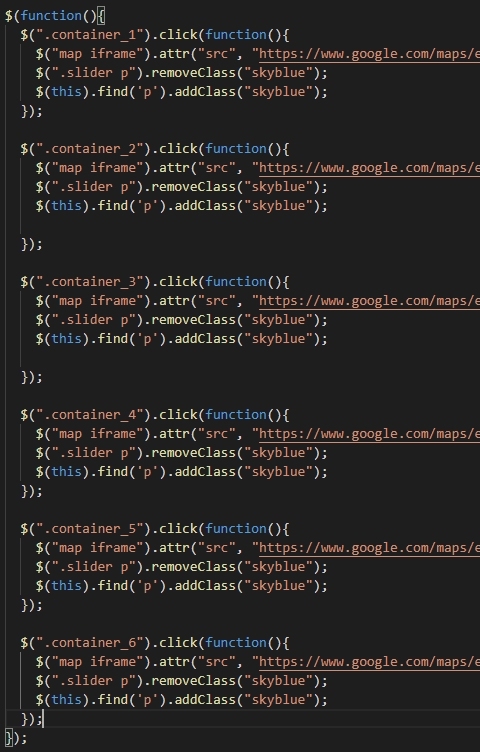 $(function(){
$(".container_1").click(function(){
$("map iframe").attr("src", "https://www.google.com/maps/e
$(".slider p").removeClass("skyblue");
$(this).find('p').addClass("skyblue");
});
$(".container_2").click(function(){
$("map iframe").attr("src", "https://www.google.com/maps/e
$(".slider p").removeClass("skyblue");
$(this).find('p').addClass("skyblue");
});
$(".container_3").click(function(){
$("map iframe").attr("src", "https://www.google.com/maps/e
$(".slider p").removeClass("skyblue");
$(this).find('p').addClass("skyblue");
});
$(".container_4").click(function(){
$("map iframe").attr("src", "https://www.google.com/maps/e
$(".slider p").removeClass("skyblue");
$(this).find('p').addClass("skyblue");
});
$(".container_5").click(function(){
$("map iframe").attr("src", "https://www.google.com/maps/e
$(".slider p").removeClass("skyblue");
$(this).find('p').addClass("skyblue");
});
$(".container_6").click(function(){
$("map iframe").attr("src", "https://www.google.com/maps/e
$(".slider p").removeClass("skyblue");
$(this).find('p').addClass("skyblue");
});
});